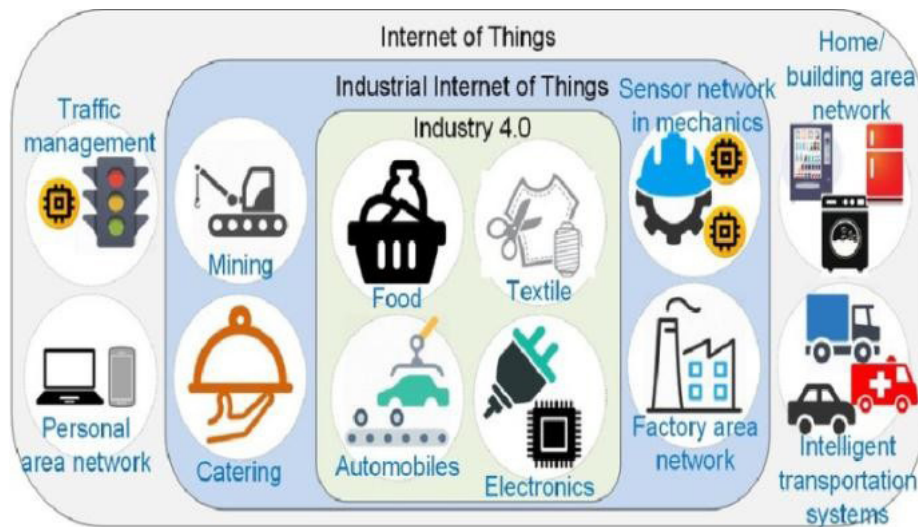 Internet of Things
Industrial Internet of Things
Industry 4.0
Traffic
management
Personal
area network
Mining
Catering
Food
Textile
Automobiles
Electronics
Sensor network
in mechanics
Factory area
network
Home/
building area
network
Intelligent
transportation
systems